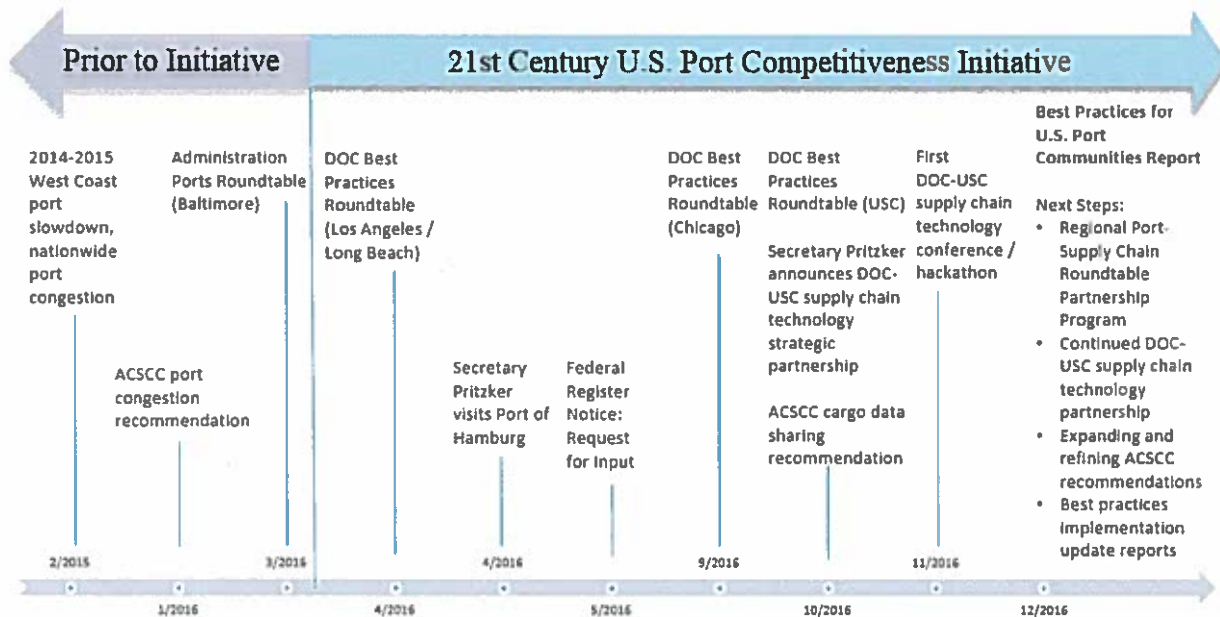 Prior to Initiative
21st Century U.S. Port Competitiveness Initiative
2014-2015
West Coast
port
slowdown,
nationwide
port
congestion
ACSCC port
congestion
recommendation
Administration
Ports Roundtable
(Baltimore)
DOC Best
Practices
Roundtable
(Los Angeles /
Long Beach)
Secretary
Pritzker
visits Port of
Hamburg
Federal
Register
Notice:
Request
for Input
DOC Best
Practices
Roundtable
(Chicago)
DOC Best
Practices
Roundtable (USC)
Secretary Pritzker
announces DOC-
USC supply chain
technology
strategic
partnership
ACSCC cargo data
sharing
recommendation
First
DOC-USC
supply chain
technology
conference /
hackathon
Best Practices for
U.S. Port
Communities Report
Next Steps:
• Regional Port-
Supply Chain
Roundtable
Partnership
Program
• Continued DOC-
USC supply chain
technology
partnership
• Expanding and
refining ACSCC
recommendations
• Best practices
implementation
update reports
2/2015
1/2016
3/2016
4/2016
4/2016
5/2016
9/2016
10/2016
11/2016
12/2016